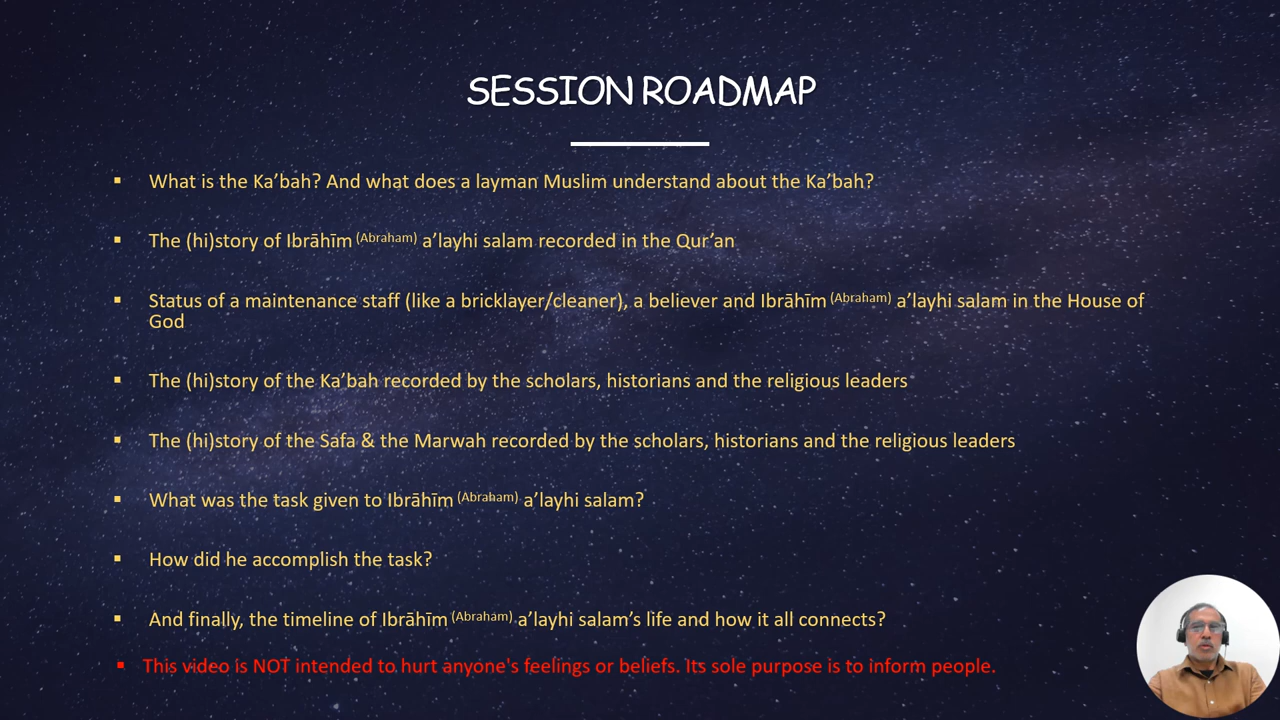 SESSION ROADMAP
▪ What is the Ka’bah? And what does a layman Muslim understand about the Ka’bah?
▪ The (hi)story of Ibrāhīm (Abraham) a’layhi salam recorded in the Qur’an
▪ Status of a maintenance staff (like a bricklayer/cleaner), a believer and Ibrāhīm (Abraham) a’layhi salam in the House of
God
▪ The (hi)story of the Ka’bah recorded by the scholars, historians and the religious leaders
▪ The (hi)story of the Safa & the Marwah recorded by the scholars, historians and the religious leaders
▪ What was the task given to Ibrāhīm (Abraham) a’layhi salam?
▪ How did he accomplish the task?
▪ And finally, the timeline of Ibrāhīm (Abraham) a’layhi salam’s life and how it all connects?
▪ This video is NOT intended to hurt anyone's feelings or beliefs. Its sole purpose is to inform people.